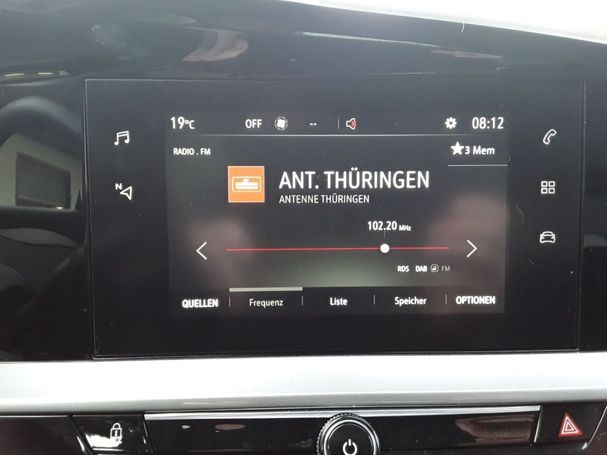 19°C OFF -- 08:12
RADIO . FM ★3 Mem
ANT. THÜRINGEN
ANTENNE THÜRINGEN
102.20 MHz
RDS DAB FM
QUELLEN Frequenz Liste Speicher OPTIONEN
N